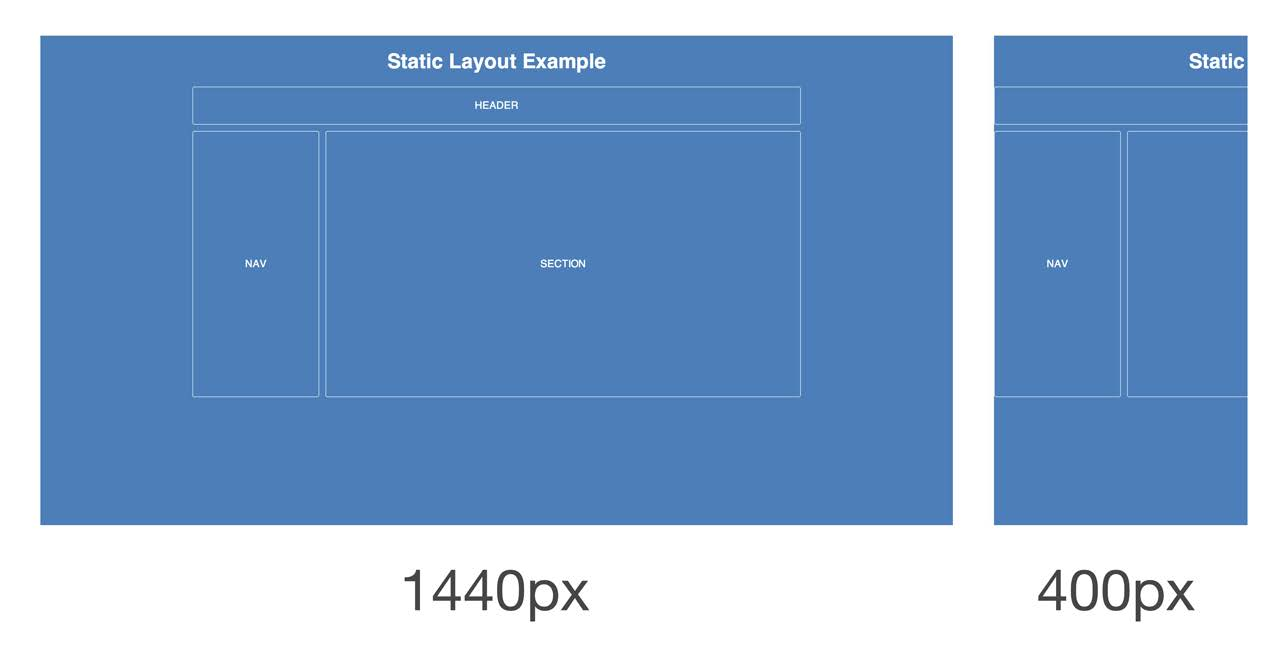 Static Layout Example
HEADER
NAV
SECTION
1440px
Static
NAV
400px